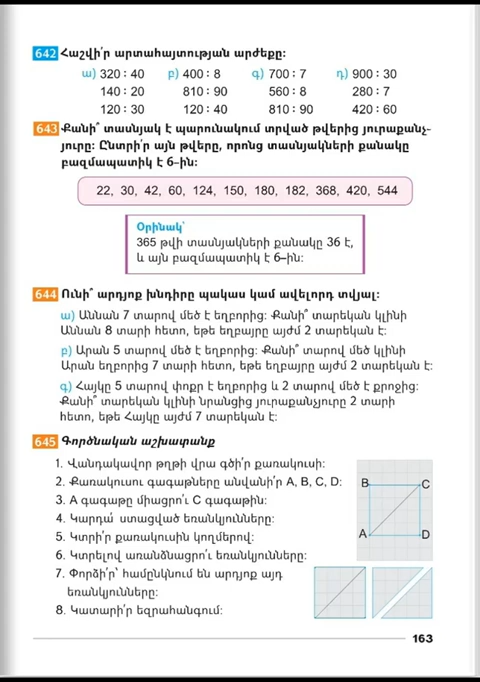 642 Հաշվի՛ր արտահայտության արժեքը:
ա) 320 : 40 բ) 400 : 8 գ) 700 : 7 դ) 900 : 30
140 : 20 810 : 90 560 : 8 280 : 7
120 : 30 120 : 40 810 : 90 420 : 60
643 Քանի՞ տասնյակ է պարունակում տրված թվերից յուրաքանչ-
յուրը: Ընտրի՛ր այն թվերը, որոնց տասնյակների քանակը
բազմապատիկ է 6–ին:
22, 30, 42, 60, 124, 150, 180, 182, 368, 420, 544
Օրինակ՝
365 թվի տասնյակների քանակը 36 է,
և այն բազմապատիկ է 6–ին:
644 Ունի՞ արդյոք խնդիրը պակաս կամ ավելորդ տվյալ:
ա) Աննան 7 տարով մեծ է եղբորից: Քանի՞ տարեկան կլինի
Աննան 8 տարի հետո, եթե եղբայրը այժմ 2 տարեկան է:
բ) Արան 5 տարով մեծ է եղբորից: Քանի՞ տարով մեծ կլինի
Արան եղբորից 7 տարի հետո, եթե եղբայրը այժմ 2 տարեկան է:
գ) Հայկը 5 տարով փոքր է եղբորից և 2 տարով մեծ է քրոջից:
Քանի՞ տարեկան կլինի նրանցից յուրաքանչյուրը 2 տարի
հետո, եթե Հայկը այժմ 7 տարեկան է:
645 Գործնական աշխատանք
1. Վանդակավոր թղթի վրա գծի՛ր քառակուսի:
2. Քառակուսու գագաթները անվանի՛ր A, B, C, D:
3. A գագաթը միացրո՛ւ C գագաթին:
4. Կարդա՛ ստացված եռանկյունները:
5. Կտրի՛ր քառակուսին կողմերով:
6. Կտրելով առանձնացրո՛ւ եռանկյունները:
7. Փորձի՛ր՝ համընկնում են արդյոք այդ
եռանկյունները:
8. Կատարի՛ր եզրահանգում:
B C
A D
163